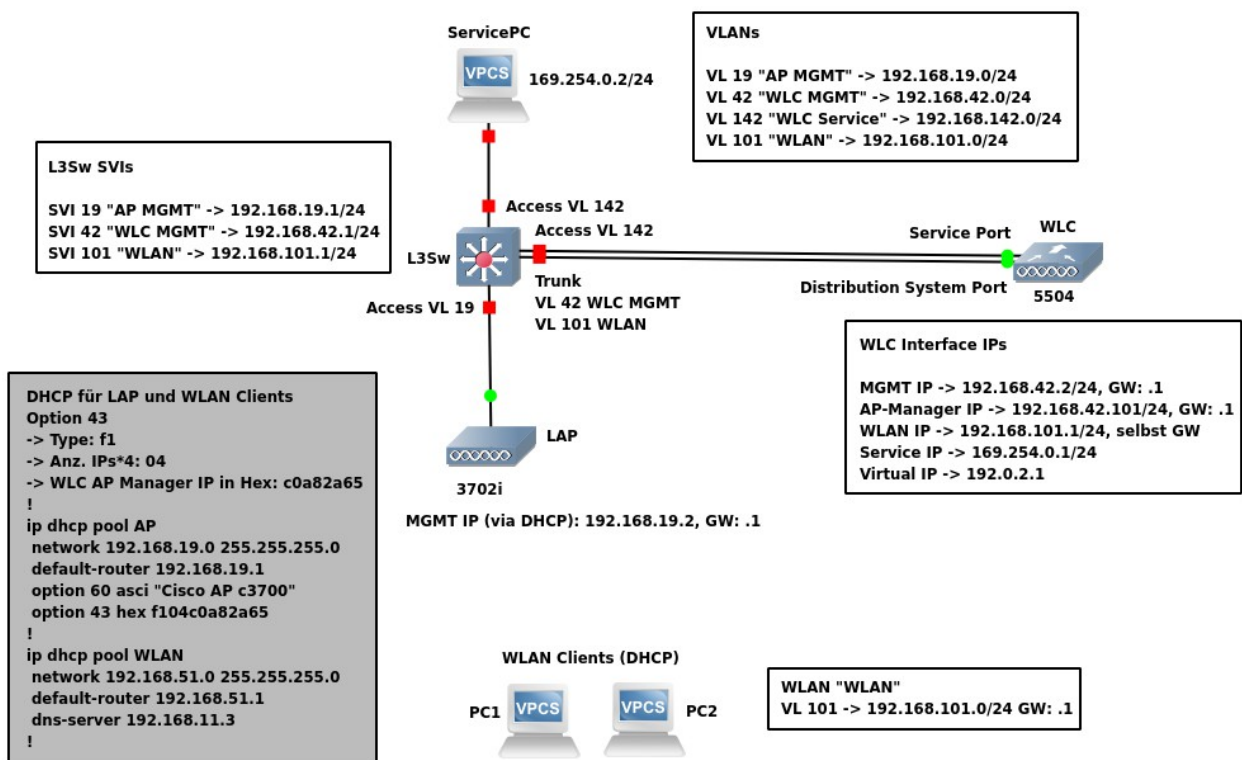 ServicePC
VPCS
169.254.0.2/24
VLANs
VL 19 "AP MGMT" -> 192.168.19.0/24
VL 42 "WLC MGMT" -> 192.168.42.0/24
VL 142 "WLC Service" -> 192.168.142.0/24
VL 101 "WLAN" -> 192.168.101.0/24
L3Sw SVIs
SVI 19 "AP MGMT" -> 192.168.19.1/24
SVI 42 "WLC MGMT" -> 192.168.42.1/24
SVI 101 "WLAN" -> 192.168.101.1/24
Access VL 142
Access VL 142
L3Sw
Trunk
VL 42 WLC MGMT
VL 101 WLAN
Access VL 19
Service Port
WLC
Distribution System Port
5504
WLC Interface IPs
MGMT IP -> 192.168.42.2/24, GW: .1
AP-Manager IP -> 192.168.42.101/24, GW: .1
WLAN IP -> 192.168.101.1/24, selbst GW
Service IP -> 169.254.0.1/24
Virtual IP -> 192.0.2.1
LAP
3702i
MGMT IP (via DHCP): 192.168.19.2, GW: .1
DHCP für LAP und WLAN Clients
Option 43
-> Type: f1
-> Anz. IPs*4: 04
-> WLC AP Manager IP in Hex: c0a82a65
!
ip dhcp pool AP
network 192.168.19.0 255.255.255.0
default-router 192.168.19.1
option 60 asci "Cisco AP c3700"
option 43 hex f104c0a82a65
!
ip dhcp pool WLAN
network 192.168.51.0 255.255.255.0
default-router 192.168.51.1
dns-server 192.168.11.3
!
WLAN Clients (DHCP)
PC1
VPCS
VPCS
PC2
WLAN "WLAN"
VL 101 -> 192.168.101.0/24 GW: .1